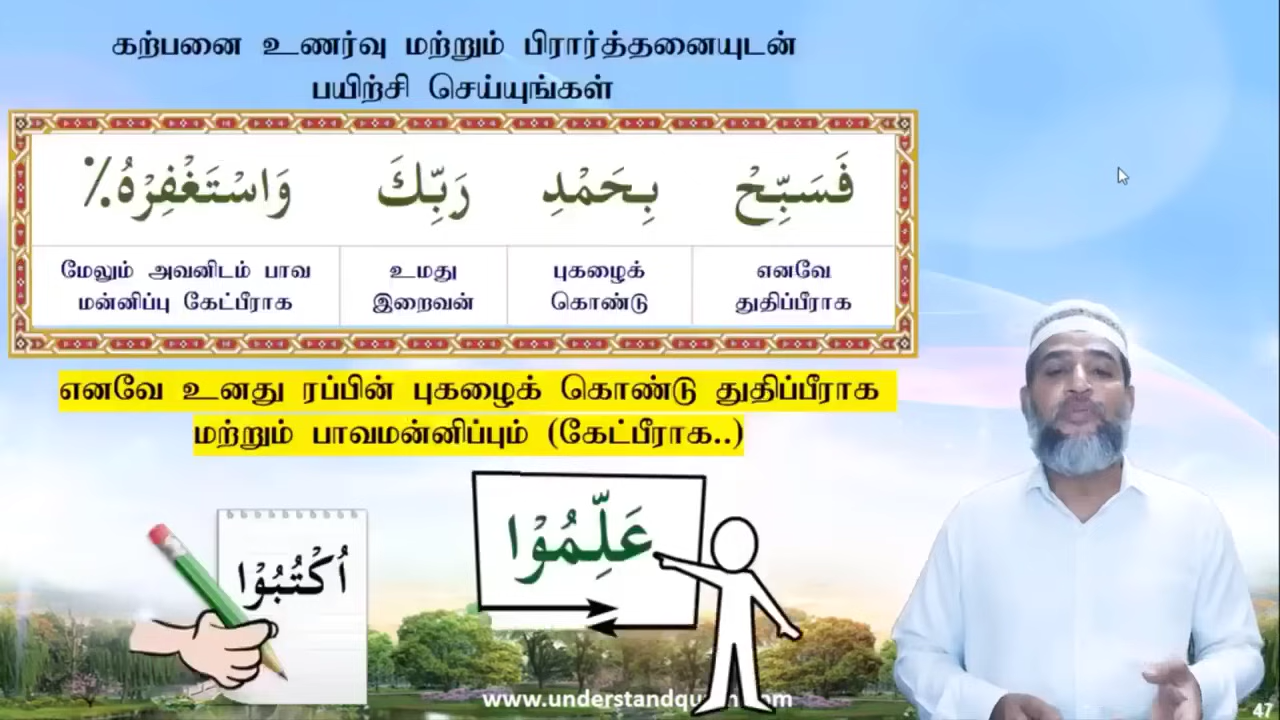 கற்பனை உணர்வு மற்றும் பிரார்த்தனையுடன்
பயிற்சி செய்யுங்கள்
فَسَبِّحْ بِحَمْدِ رَبِّكَ وَاسْتَغْفِرْهُ٪
எனவே துதிப்பீராக
புகழைக் கொண்டு
உமது இறைவன்
மேலும் அவனிடம் பாவ மன்னிப்பு கேட்பீராக
எனவே உனது ரப்பின் புகழைக் கொண்டு துதிப்பீராக
மற்றும் பாவமன்னிப்பும் (கேட்பீராக..)
عَلِّمُوْا
اُكْتُبُوْا
47